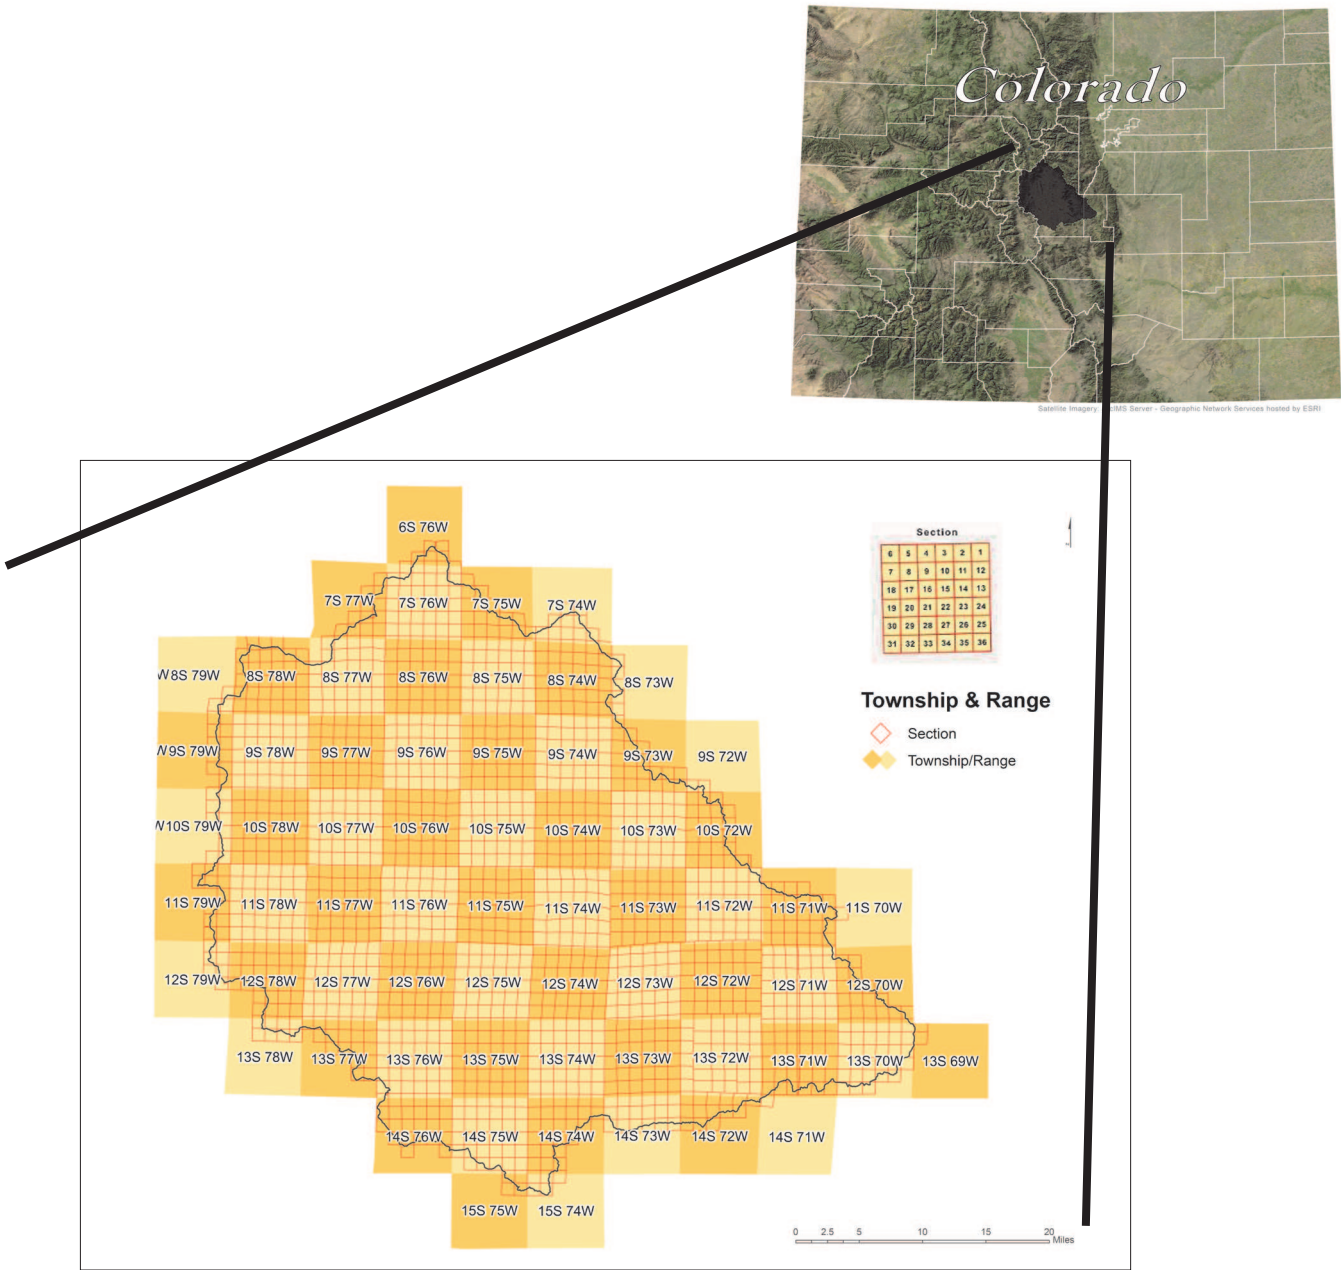 Colorado
Satellite Imagery: ArcIMS Server - Geographic Network Services hosted by ESRI
6S 76W
7S 77W 7S 76W 7S 75W 7S 74W
W8S 79W 8S 78W 8S 77W 8S 76W 8S 75W 8S 74W 8S 73W
W9S 79W 9S 78W 9S 77W 9S 76W 9S 75W 9S 74W 9S 73W 9S 72W
W10S 79W 10S 78W 10S 77W 10S 76W 10S 75W 10S 74W 10S 73W 10S 72W
11S 79W 11S 78W 11S 77W 11S 76W 11S 75W 11S 74W 11S 73W 11S 72W 11S 71W 11S 70W
12S 79W 12S 78W 12S 77W 12S 76W 12S 75W 12S 74W 12S 73W 12S 72W 12S 71W 12S 70W
13S 78W 13S 77W 13S 76W 13S 75W 13S 74W 13S 73W 13S 72W 13S 71W 13S 70W 13S 69W
14S 76W 14S 75W 14S 74W 14S 73W 14S 72W 14S 71W
15S 75W 15S 74W
Section
6 5 4 3 2 1
7 8 9 10 11 12
18 17 16 15 14 13
19 20 21 22 23 24
30 29 28 27 26 25
31 32 33 34 35 36
Township & Range
Section
Township/Range
0 2.5 5 10 15 20
Miles